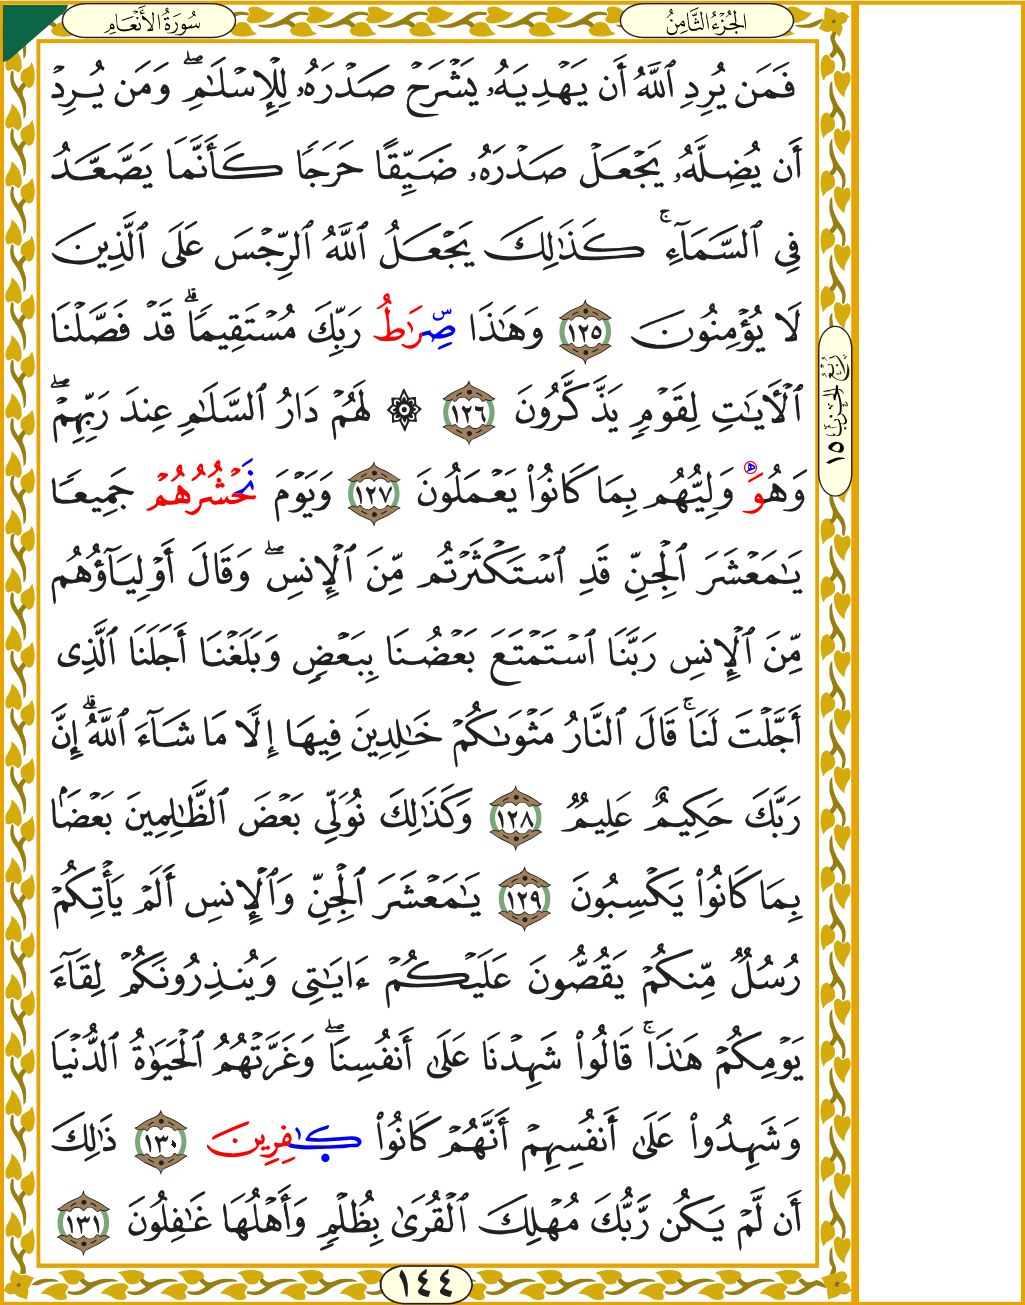 سُورَةُ الأَنْعَامِ
الجُزْءُ الثَّامِنُ
فَمَن يُرِدِ ٱللَّهُ أَن يَهْدِيَهُۥ يَشْرَحْ صَدْرَهُۥ لِلْإِسْلَـٰمِ ۖ وَمَن يُرِدْ
أَن يُضِلَّهُۥ يَجْعَلْ صَدْرَهُۥ ضَيِّقًا حَرَجًا كَأَنَّمَا يَصَّعَّدُ
فِى ٱلسَّمَآءِ ۚ كَذَٰلِكَ يَجْعَلُ ٱللَّهُ ٱلرِّجْسَ عَلَى ٱلَّذِينَ
لَا يُؤْمِنُونَ ١٢٥ وَهَـٰذَا صِّرَٰطُ رَبِّكَ مُسْتَقِيمًا ۗ قَدْ فَصَّلْنَا
ٱلْـَٔايَـٰتِ لِقَوْمٍ يَذَّكَّرُونَ ١٢٦ ۞ لَهُمْ دَارُ ٱلسَّلَـٰمِ عِندَ رَبِّهِمْ ۖ
وَهُوَ وَلِيُّهُم بِمَا كَانُوا۟ يَعْمَلُونَ ١٢٧ وَيَوْمَ نَحْشُرُهُمْ جَمِيعًا
يَـٰمَعْشَرَ ٱلْجِنِّ قَدِ ٱسْتَكْثَرْتُم مِّنَ ٱلْإِنسِ ۖ وَقَالَ أَوْلِيَآؤُهُم
مِّنَ ٱلْإِنسِ رَبَّنَا ٱسْتَمْتَعَ بَعْضُنَا بِبَعْضٍ وَبَلَغْنَا أَجَلَنَا ٱلَّذِى
أَجَّلْتَ لَنَا ۚ قَالَ ٱلنَّارُ مَثْوَىٰكُمْ خَـٰلِدِينَ فِيهَا إِلَّا مَا شَآءَ ٱللَّهُ ۗ إِنَّ
رَبَّكَ حَكِيمٌ عَلِيمٌ ١٢٨ وَكَذَٰلِكَ نُوَلِّى بَعْضَ ٱلظَّـٰلِمِينَ بَعْضًۢا
بِمَا كَانُوا۟ يَكْسِبُونَ ١٢٩ يَـٰمَعْشَرَ ٱلْجِنِّ وَٱلْإِنسِ أَلَمْ يَأْتِكُمْ
رُسُلٌ مِّنكُمْ يَقُصُّونَ عَلَيْكُمْ ءَايَـٰتِى وَيُنذِرُونَكُمْ لِقَآءَ
يَوْمِكُمْ هَـٰذَا ۚ قَالُوا۟ شَهِدْنَا عَلَىٰ أَنفُسِنَا ۖ وَغَرَّتْهُمُ ٱلْحَيَوٰةُ ٱلدُّنْيَا
وَشَهِدُوا۟ عَلَىٰ أَنفُسِهِمْ أَنَّهُمْ كَانُوا۟ كَـٰفِرِينَ ١٣٠ ذَٰلِكَ
أَن لَّمْ يَكُن رَّبُّكَ مُهْلِكَ ٱلْقُرَىٰ بِظُلْمٍ وَأَهْلُهَا غَـٰفِلُونَ ١٣١
رُبُعُ الحِزْبِ ١٥
١٤٤